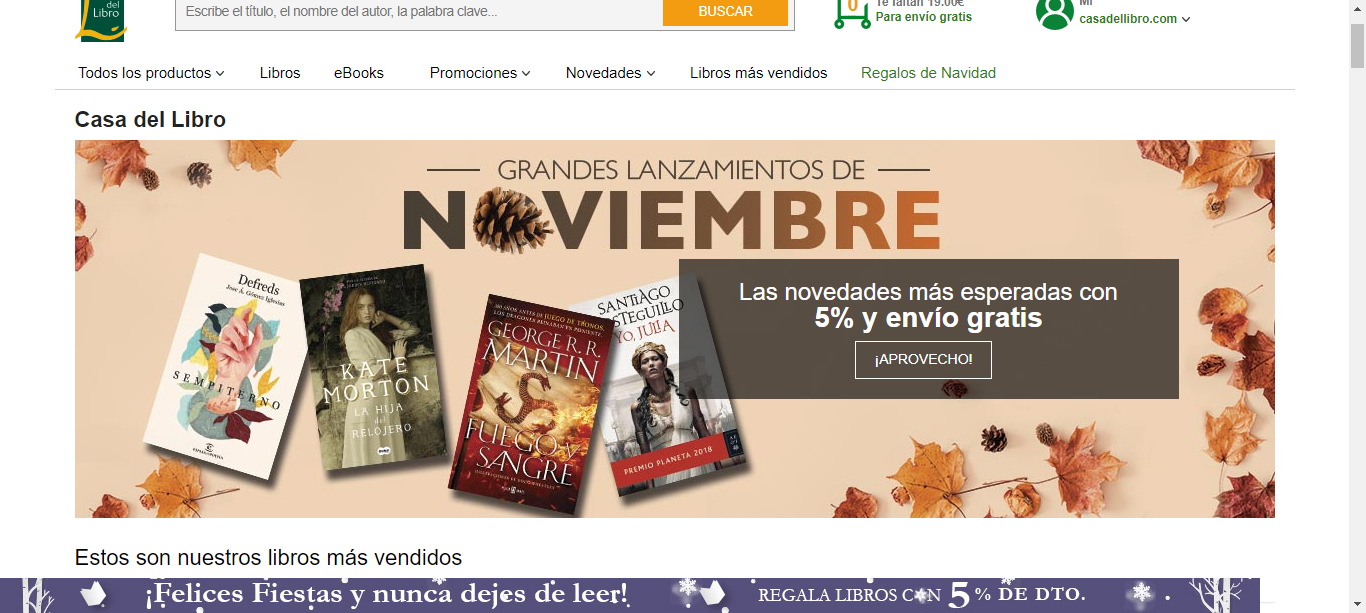 del
Libro
Escribe el título, el nombre del autor, la palabra clave...
BUSCAR
0
Te faltan 19.00€
Para envío gratis
Mi
casadellibro.com
Todos los productos
Libros
eBooks
Promociones
Novedades
Libros más vendidos
Regalos de Navidad
Casa del Libro
GRANDES LANZAMIENTOS DE
NOVIEMBRE
Defreds
Jose Á. Gómez Iglesias
SEMPITERNO
KATE
MORTON
LA HIJA
del
RELOJERO
300 AÑOS ANTES DE JUEGO DE TRONOS,
LOS DRAGONES REINABAN EN PONIENTE
GEORGE R. R.
MARTIN
FUEGO Y
SANGRE
SANTIAGO
POSTEGUILLO
YO, JULIA
PREMIO PLANETA 2018
Las novedades más esperadas con
5% y envío gratis
¡APROVECHO!
Estos son nuestros libros más vendidos
¡Felices Fiestas y nunca dejes de leer!
REGALA LIBROS CON 5% DE DTO.